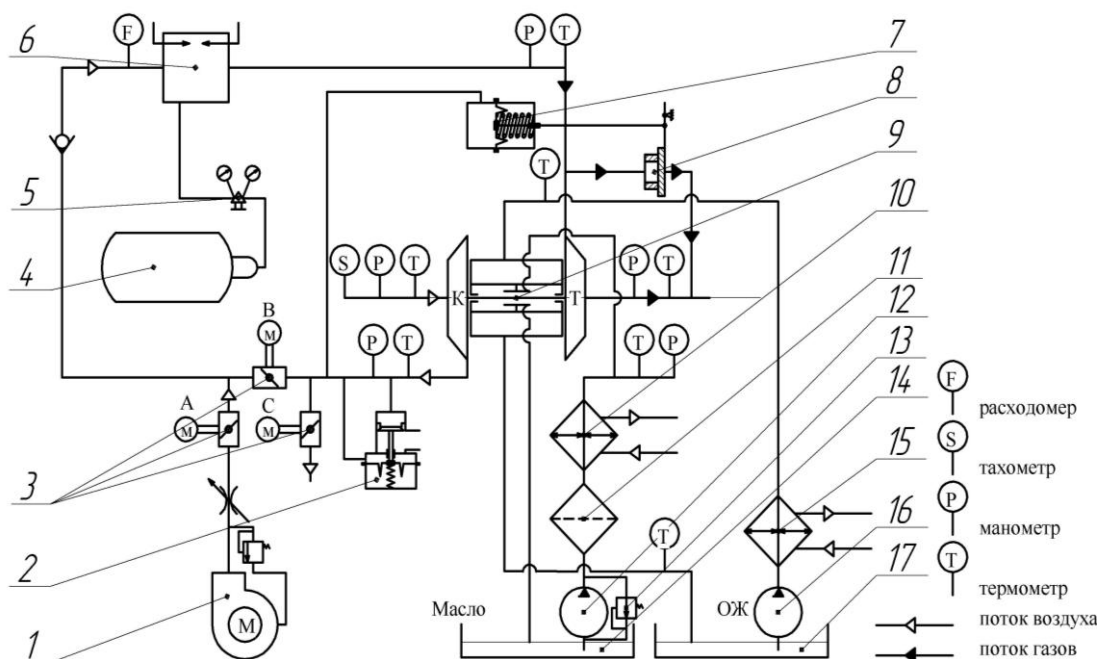 F
6
P
T
7
8
T
9
5
10
S
P
T
4
К
Т
P
T
11
В
м
P
T
T
P
12
13
А
м
С
м
14
F
расходомер
3
15
S
тахометр
T
16
P
манометр
2
17
T
термометр
Масло
ОЖ
М
1
поток воздуха
поток газов